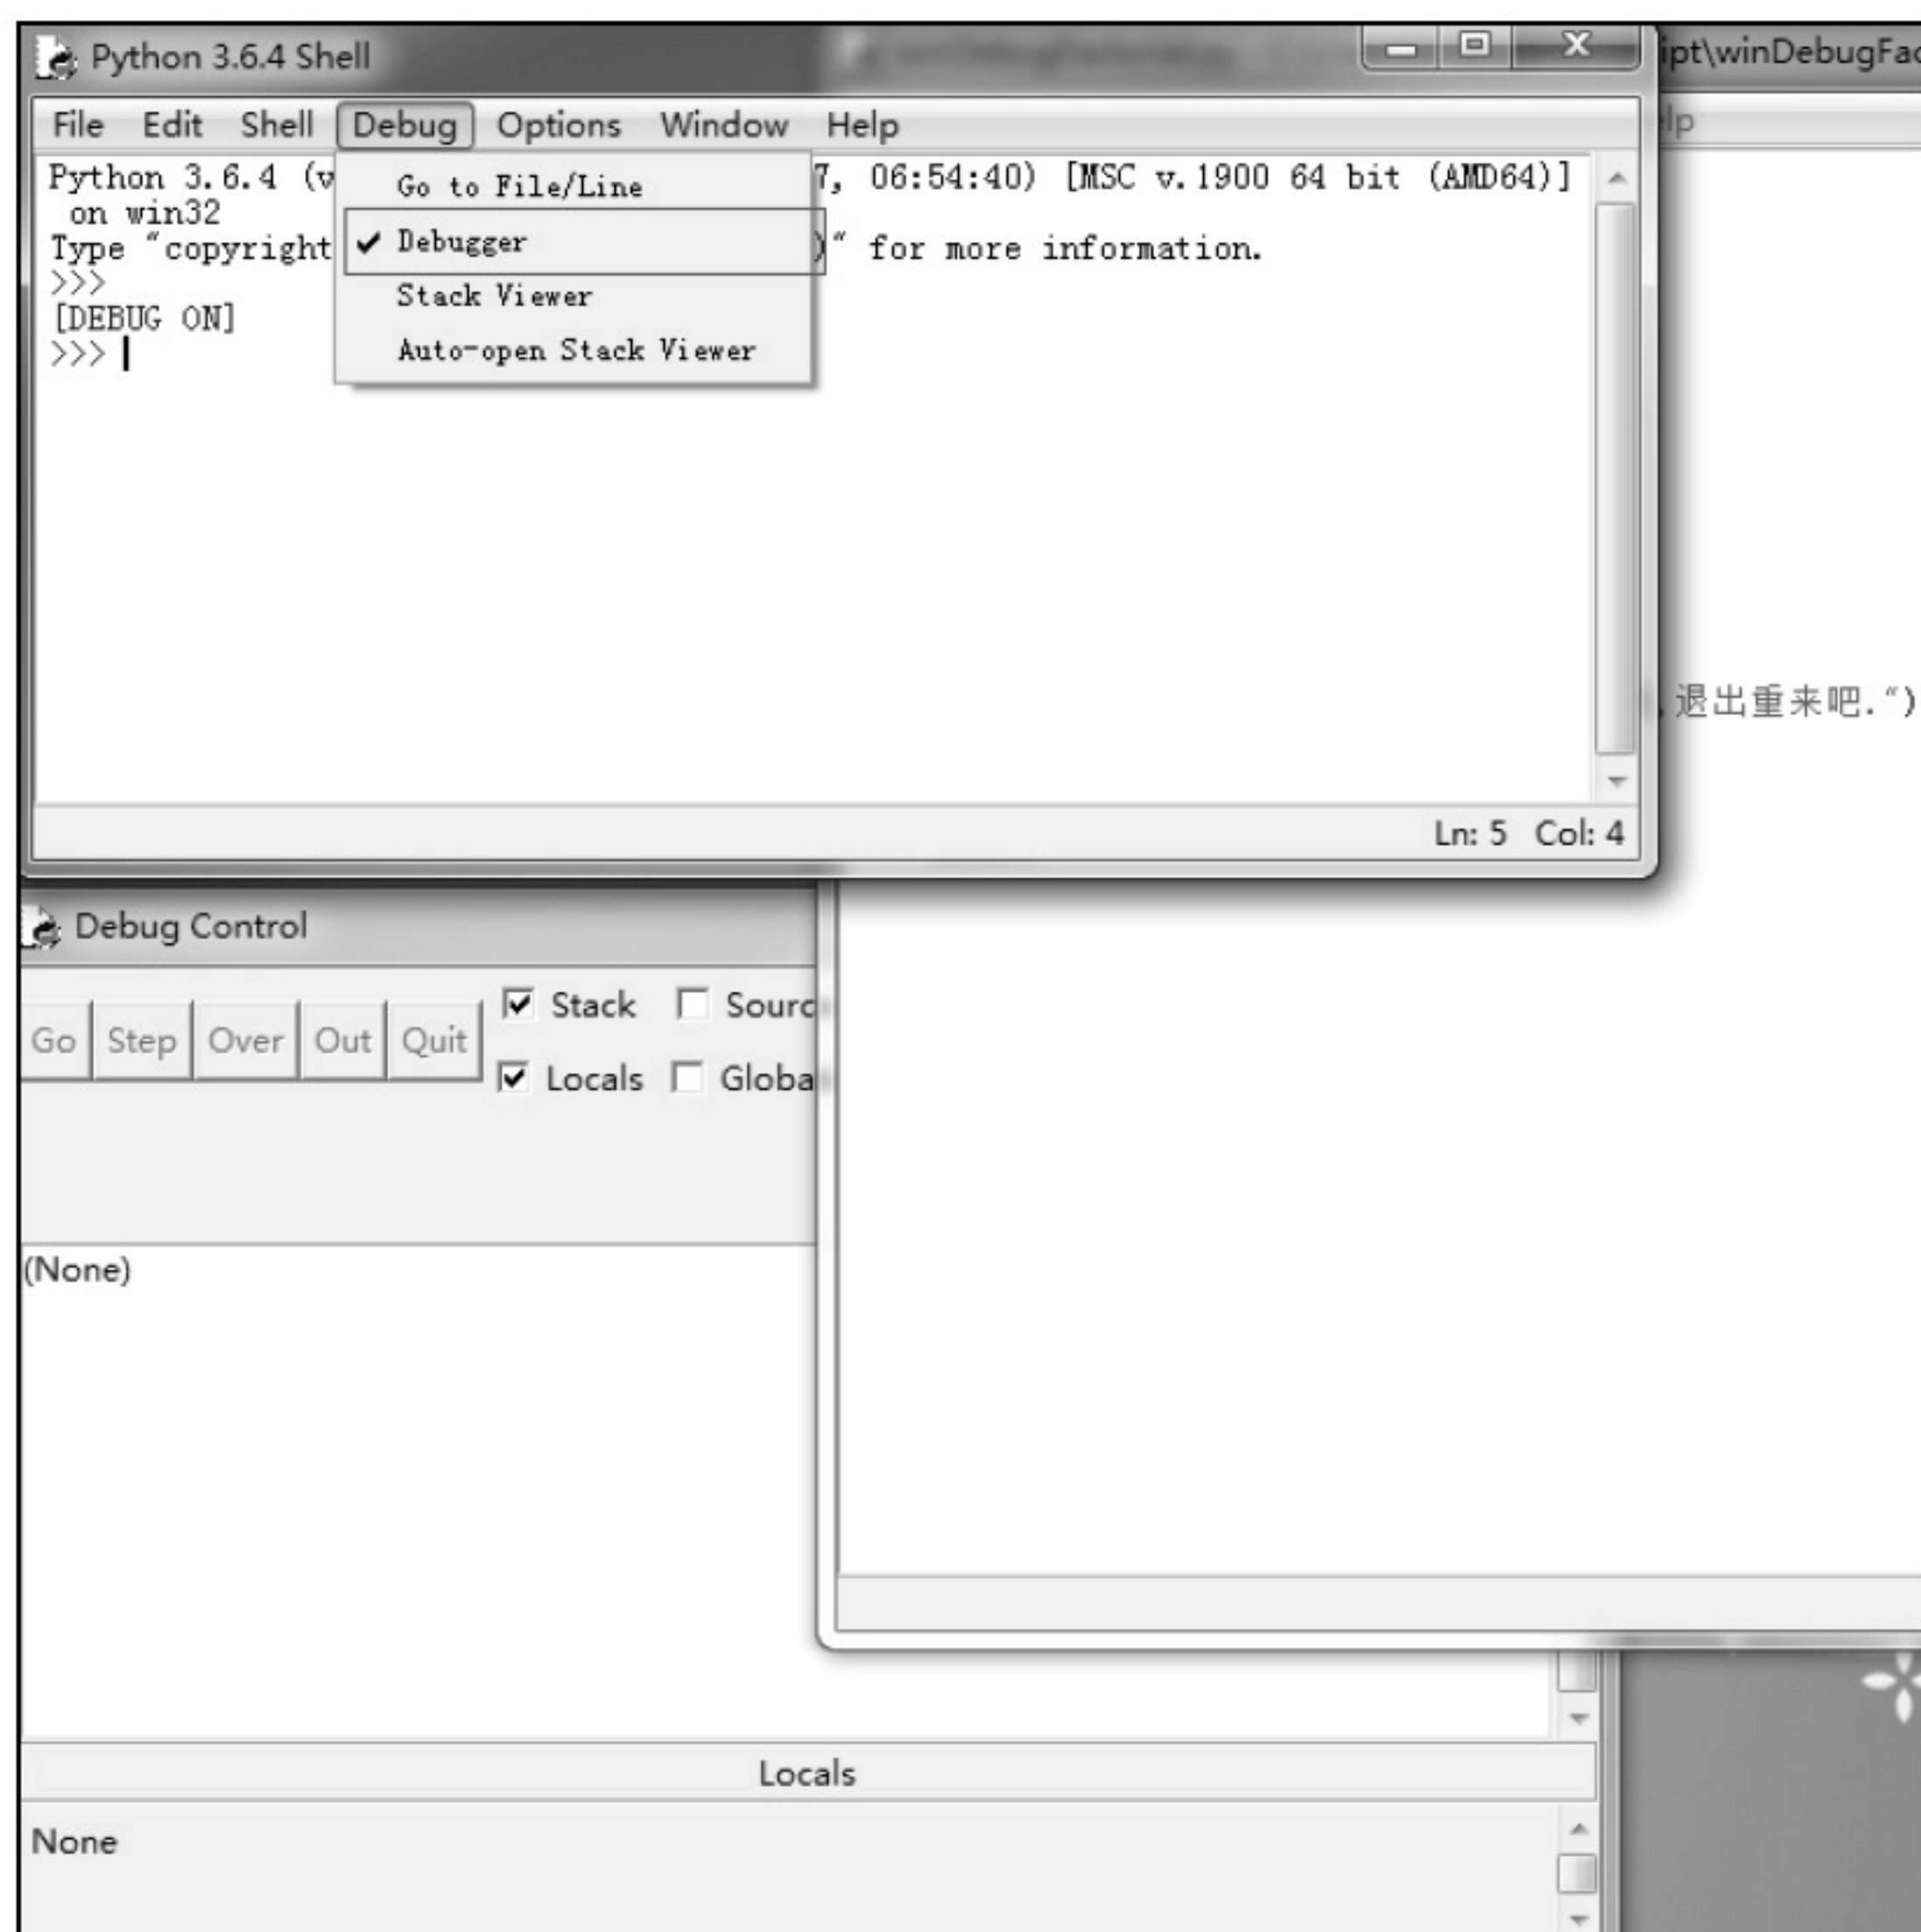 Python 3.6.4 Shell
ipt\winDebugFac
File Edit Shell Debug Options Window Help
lp
Python 3.6.4 (v 7, 06:54:40) [MSC v.1900 64 bit (AMD64)]
on win32
Type "copyright )" for more information.
>>>
[DEBUG ON]
>>>
Go to File/Line
Debugger
Stack Viewer
Auto-open Stack Viewer
,退出重来吧.")
Ln: 5 Col: 4
Debug Control
Go Step Over Out Quit
Stack Sourc
Locals Globa
(None)
Locals
None